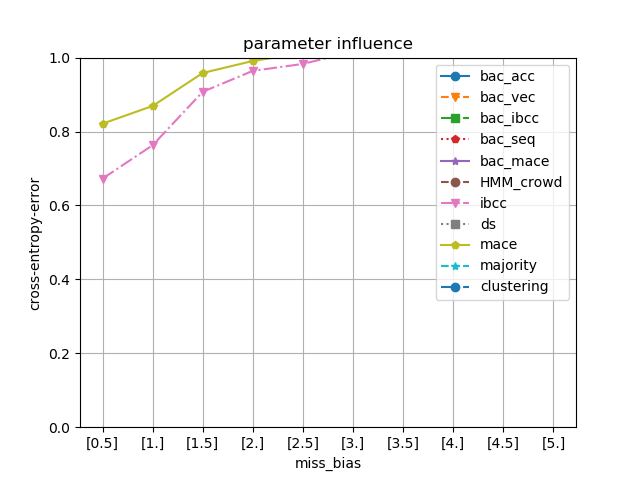 parameter influence
cross-entropy-error
1.0
0.8
0.6
0.4
0.2
0.0
bac_acc
bac_vec
bac_ibcc
bac_seq
bac_mace
HMM_crowd
ibcc
ds
mace
majority
clustering
[0.5] [1.] [1.5] [2.] [2.5] [3.] [3.5] [4.] [4.5] [5.]
miss_bias